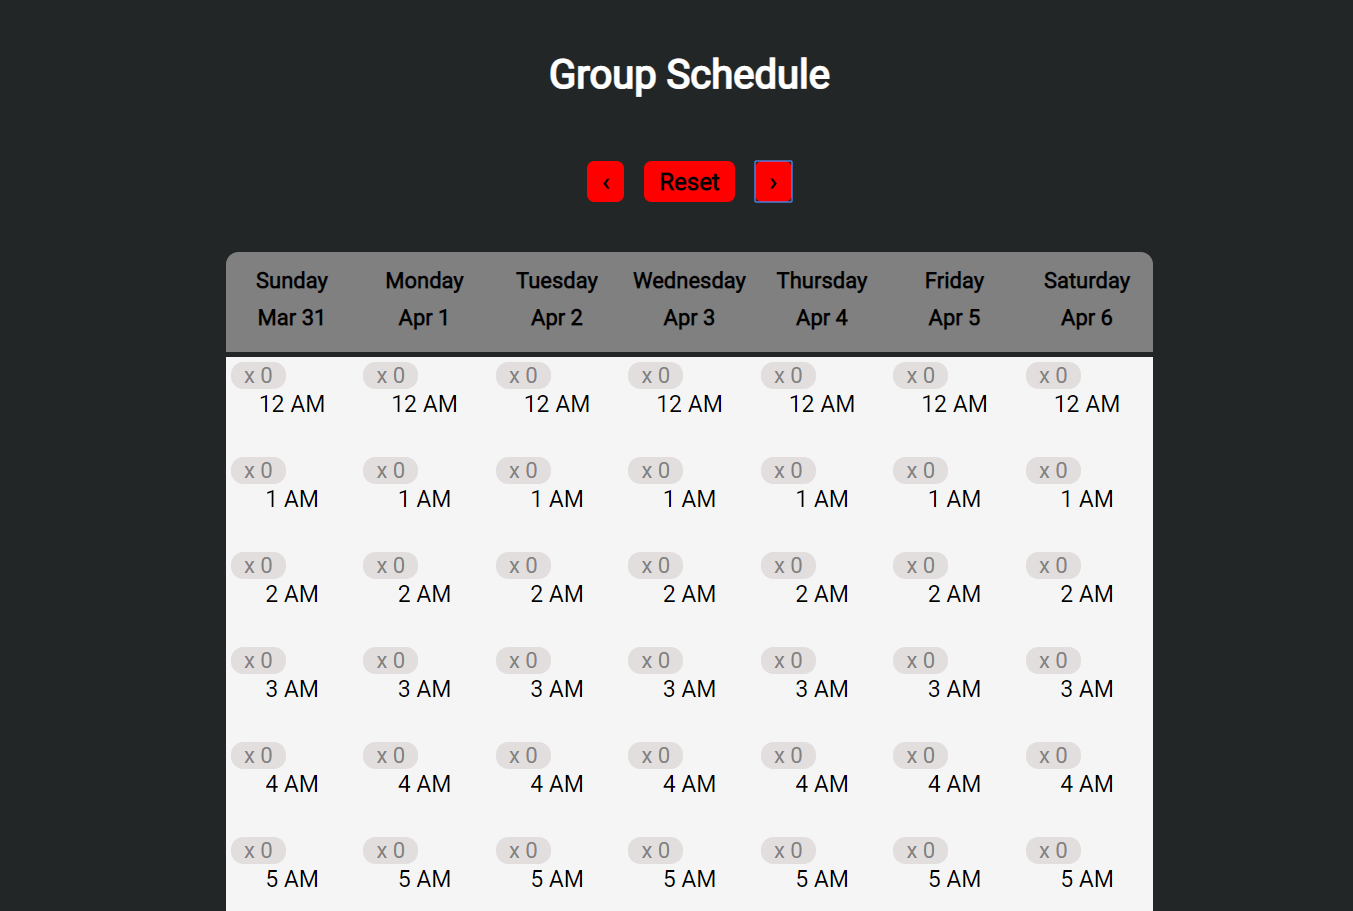 Group Schedule
‹ Reset ›
Sunday Monday Tuesday Wednesday Thursday Friday Saturday
Mar 31 Apr 1 Apr 2 Apr 3 Apr 4 Apr 5 Apr 6
x 0 x 0 x 0 x 0 x 0 x 0 x 0
12 AM 12 AM 12 AM 12 AM 12 AM 12 AM 12 AM
x 0 x 0 x 0 x 0 x 0 x 0 x 0
1 AM 1 AM 1 AM 1 AM 1 AM 1 AM 1 AM
x 0 x 0 x 0 x 0 x 0 x 0 x 0
2 AM 2 AM 2 AM 2 AM 2 AM 2 AM 2 AM
x 0 x 0 x 0 x 0 x 0 x 0 x 0
3 AM 3 AM 3 AM 3 AM 3 AM 3 AM 3 AM
x 0 x 0 x 0 x 0 x 0 x 0 x 0
4 AM 4 AM 4 AM 4 AM 4 AM 4 AM 4 AM
x 0 x 0 x 0 x 0 x 0 x 0 x 0
5 AM 5 AM 5 AM 5 AM 5 AM 5 AM 5 AM